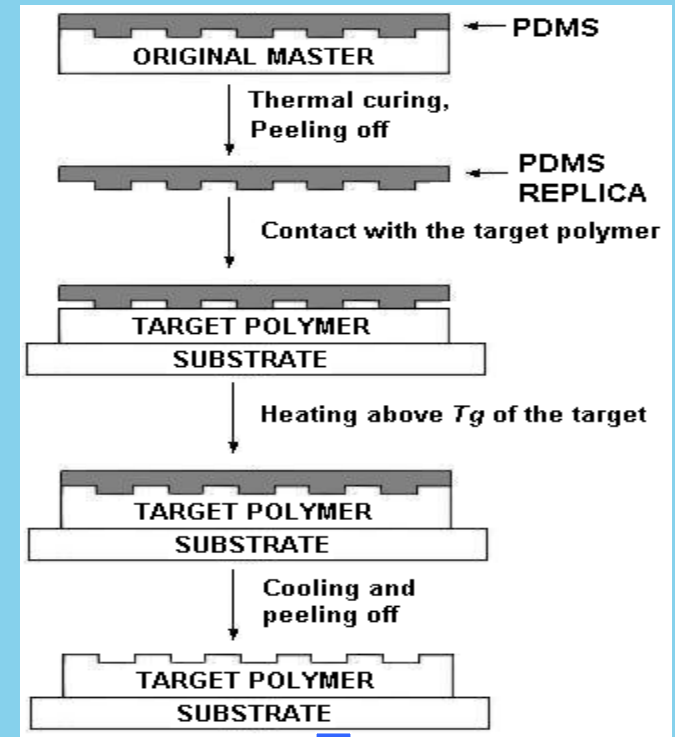 PDMS
ORIGINAL MASTER
Thermal curing,
Peeling off
PDMS
REPLICA
Contact with the target polymer
TARGET POLYMER
SUBSTRATE
Heating above Tg of the target
TARGET POLYMER
SUBSTRATE
Cooling and
peeling off
TARGET POLYMER
SUBSTRATE